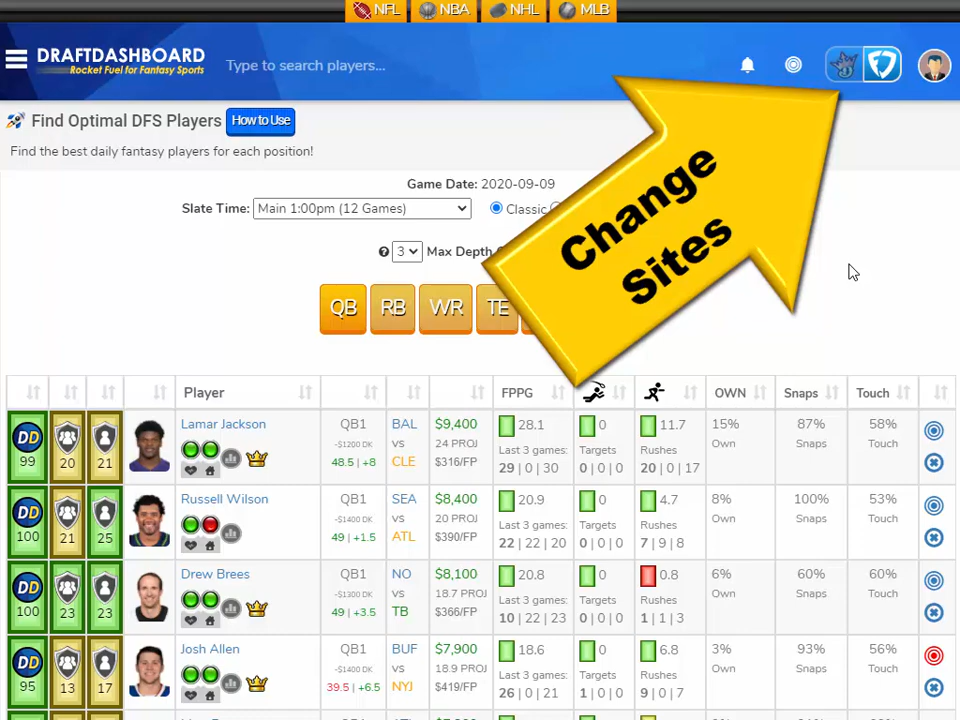 NFL NBA NHL MLB
DRAFTDASHBOARD
Rocket Fuel for Fantasy Sports
Type to search players...
Find Optimal DFS Players How to Use
Find the best daily fantasy players for each position!
Game Date: 2020-09-09
Slate Time: Main 1:00pm (12 Games) Classic
3 Max Depth
Change
Sites
QB RB WR TE
Player FPPG OWN Snaps Touch
DD 99 20 21 Lamar Jackson QB1 -$1200 DK 48.5 | +8 BAL vs CLE $9,400 24 PROJ $316/FP 28.1 Last 3 games: 29 | 0 | 30 0 Targets 0 | 0 | 0 11.7 Rushes 20 | 0 | 17 15% Own 87% Snaps 58% Touch
DD 100 21 25 Russell Wilson QB1 -$1400 DK 49 | +1.5 SEA vs ATL $8,400 20 PROJ $390/FP 20.9 Last 3 games: 22 | 22 | 20 0 Targets 0 | 0 | 0 4.7 Rushes 7 | 9 | 8 8% Own 100% Snaps 53% Touch
DD 100 23 23 Drew Brees QB1 -$1300 DK 49 | +3.5 NO vs TB $8,100 18.7 PROJ $366/FP 20.8 Last 3 games: 10 | 22 | 23 0 Targets 0 | 0 | 0 0.8 Rushes 1 | 1 | 3 6% Own 60% Snaps 60% Touch
DD 95 13 17 Josh Allen QB1 -$1400 DK 39.5 | +6.5 BUF vs NYJ $7,900 18.9 PROJ $419/FP 18.6 Last 3 games: 26 | 0 | 21 0 Targets 1 | 0 | 0 6.8 Rushes 9 | 0 | 7 3% Own 93% Snaps 56% Touch